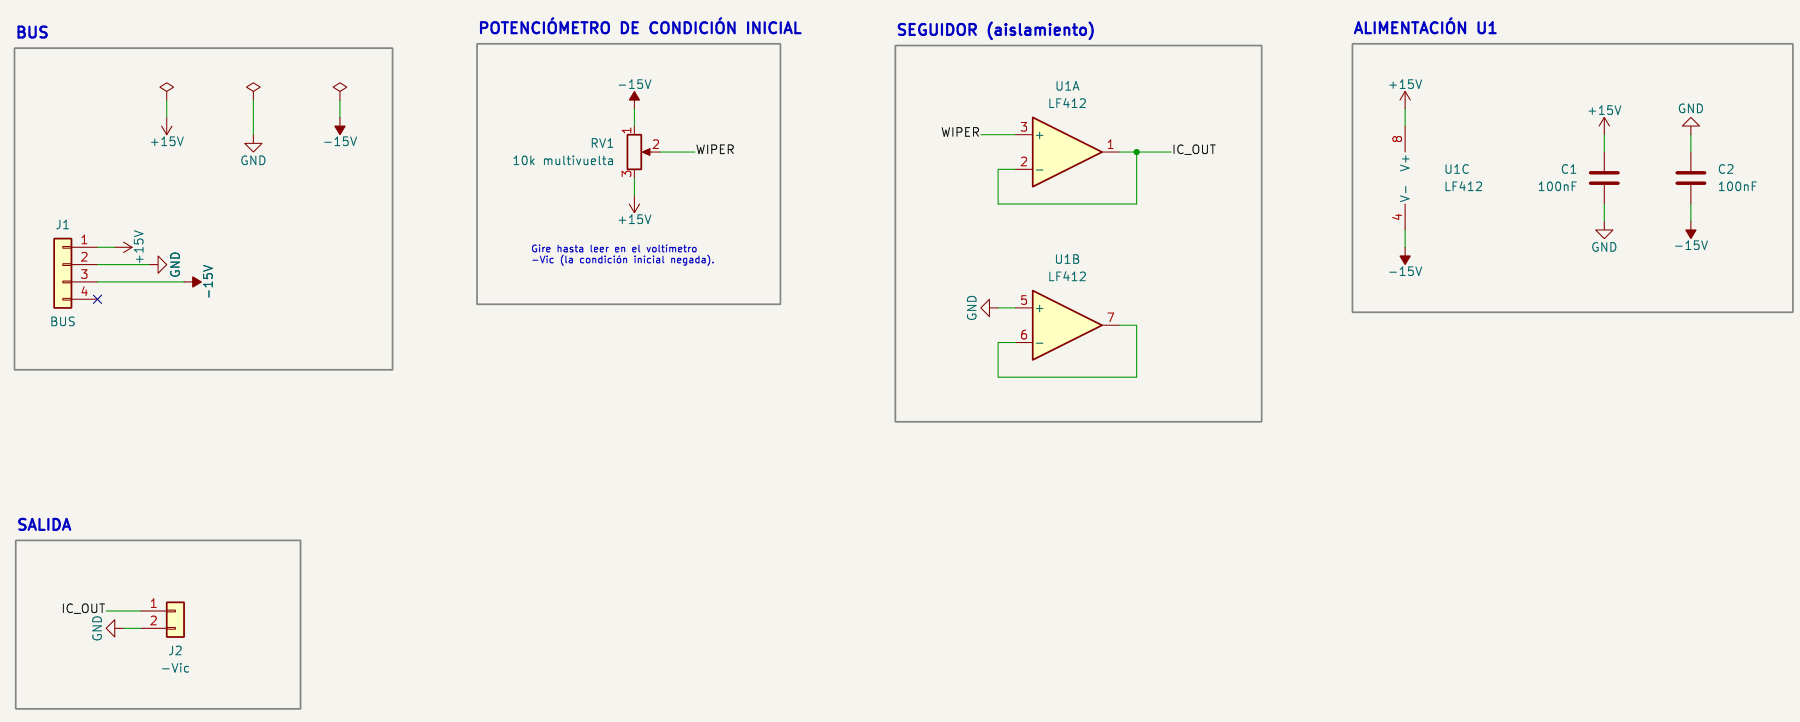 BUS
+15V
GND
-15V
J1
1
2
3
4
+15V
GND
-15V
BUS
POTENCIÓMETRO DE CONDICIÓN INICIAL
-15V
1
RV1
10k multivuelta
2
WIPER
3
+15V
Gire hasta leer en el voltímetro
-Vic (la condición inicial negada).
SEGUIDOR (aislamiento)
U1A
LF412
WIPER
3
+
2
-
1
IC_OUT
U1B
LF412
GND
5
+
6
-
7
ALIMENTACIÓN U1
+15V
8
V+
V-
4
-15V
U1C
LF412
+15V
C1
100nF
GND
GND
C2
100nF
-15V
SALIDA
IC_OUT
1
GND
2
J2
-Vic